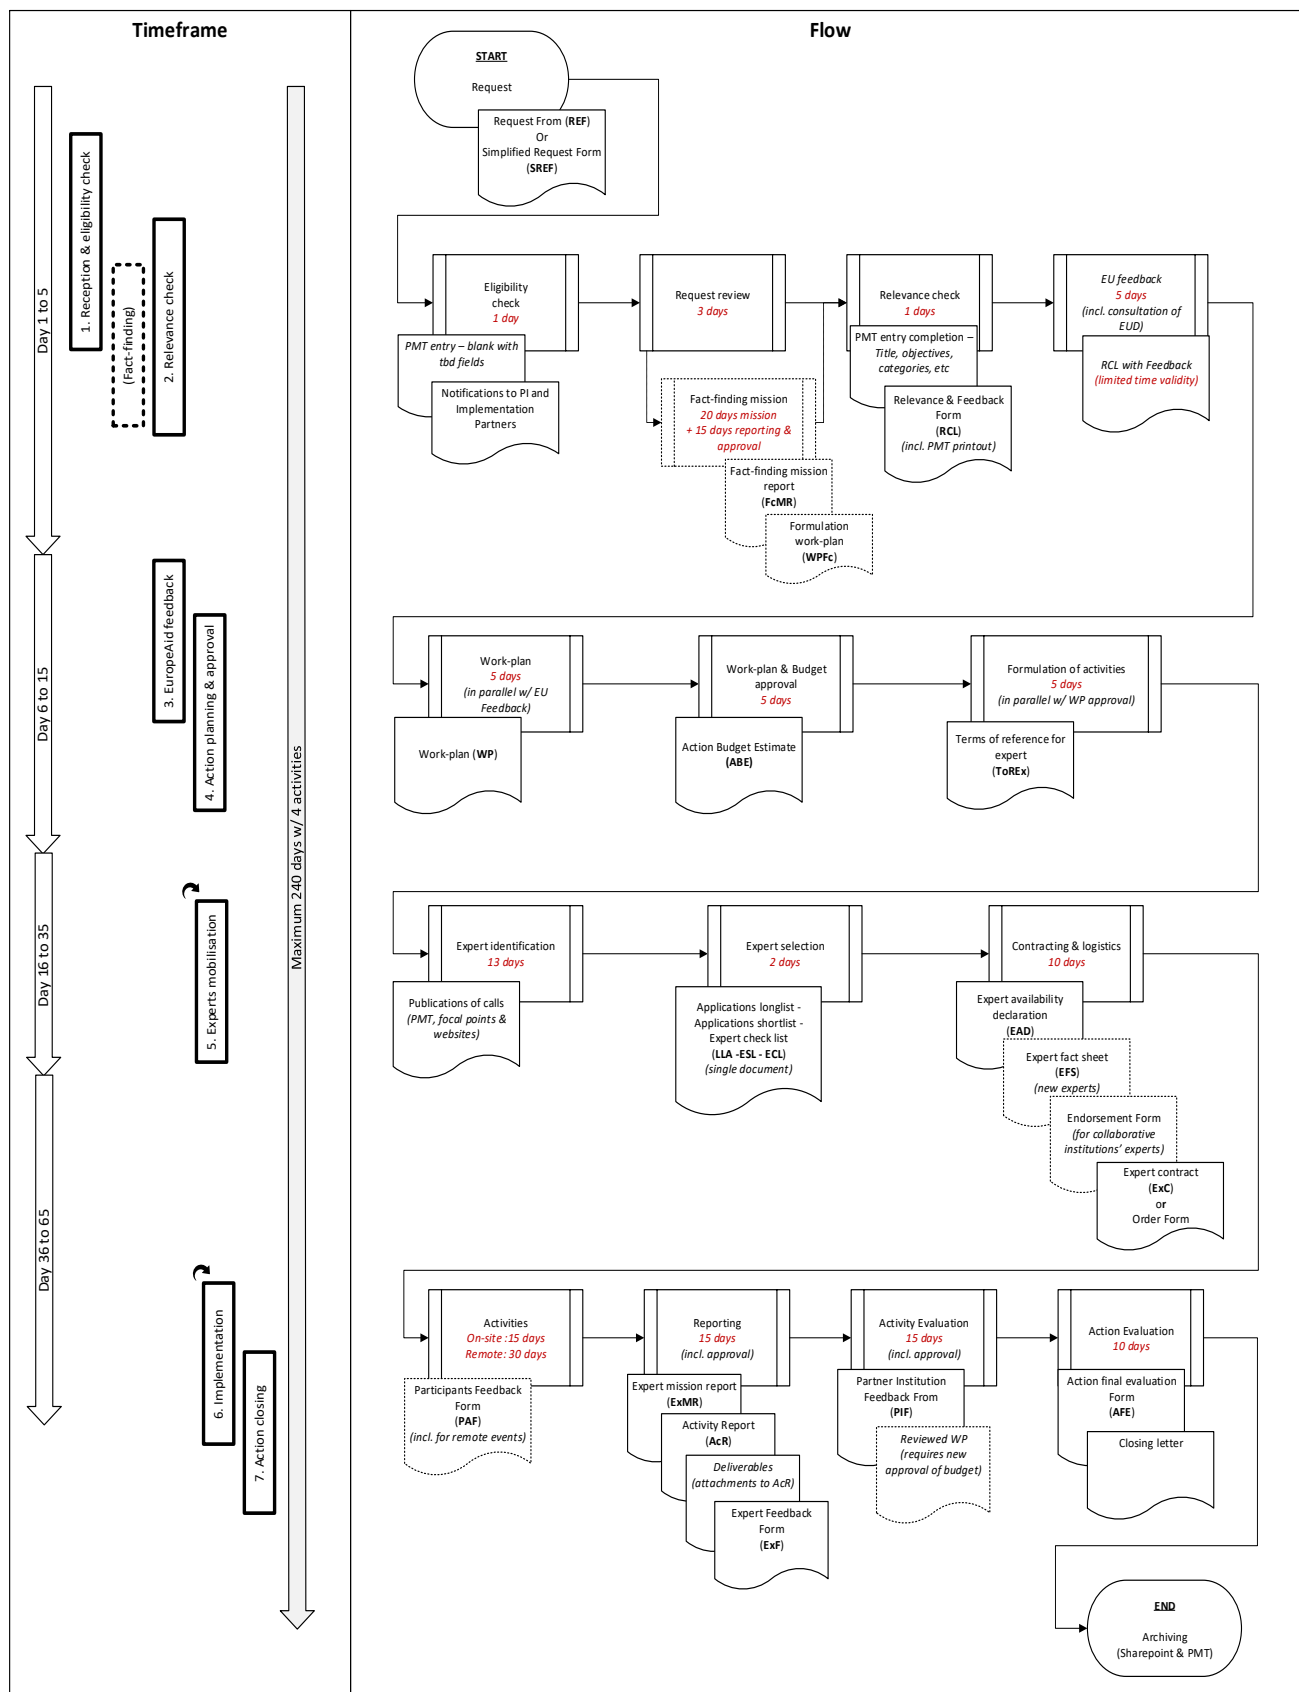 Timeframe
Flow
Day 1 to 5
1. Reception & eligibility check
(Fact-finding)
2. Relevance check
Day 6 to 15
3. EuropeAid feedback
4. Action planning & approval
Maximum 240 days w/ 4 activities
Day 16 to 35
5. Experts mobilisation
Day 36 to 65
6. Implementation
7. Action closing
START
Request
Request From (REF)
Or
Simplified Request Form
(SREF)
Eligibility
check
1 day
PMT entry – blank with
tbd fields
Notifications to PI and
Implementation
Partners
Request review
3 days
Fact-finding mission
20 days mission
+ 15 days reporting &
approval
Fact-finding mission
report
(FcMR)
Formulation
work-plan
(WPFc)
Relevance check
1 days
PMT entry completion –
Title, objectives,
categories, etc
Relevance & Feedback
Form
(RCL)
(incl. PMT printout)
EU feedback
5 days
(incl. consultation of
EUD)
RCL with Feedback
(limited time validity)
Work-plan
5 days
(in parallel w/ EU
Feedback)
Work-plan (WP)
Work-plan & Budget
approval
5 days
Action Budget Estimate
(ABE)
Formulation of activities
5 days
(in parallel w/ WP approval)
Terms of reference for
expert
(ToREx)
Expert identification
13 days
Publications of calls
(PMT, focal points &
websites)
Expert selection
2 days
Applications longlist -
Applications shortlist -
Expert check list
(LLA -ESL - ECL)
(single document)
Contracting & logistics
10 days
Expert availability
declaration
(EAD)
Expert fact sheet
(EFS)
(new experts)
Endorsement Form
(for collaborative
institutions’ experts)
Expert contract
(ExC)
or
Order Form
Activities
On-site :15 days
Remote: 30 days
Participants Feedback
Form
(PAF)
(incl. for remote events)
Reporting
15 days
(incl. approval)
Expert mission report
(ExMR)
Activity Report
(AcR)
Deliverables
(attachments to AcR)
Expert Feedback
Form
(ExF)
Activity Evaluation
15 days
(incl. approval)
Partner Institution
Feedback From (PIF)
Reviewed WP
(requires new
approval of budget)
Action Evaluation
10 days
Action final evaluation
Form
(AFE)
Closing letter
END
Archiving
(Sharepoint & PMT)